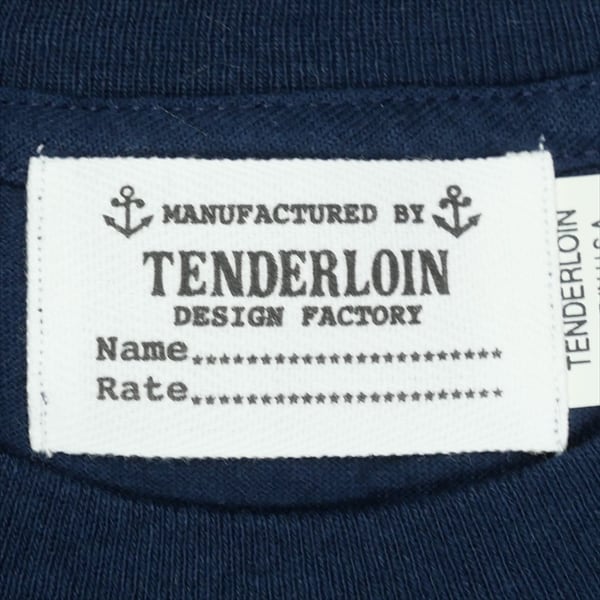 MANUFACTURED BY
TENDERLOIN
DESIGN FACTORY
Name
Rate
TENDERLOIN
U.S.A